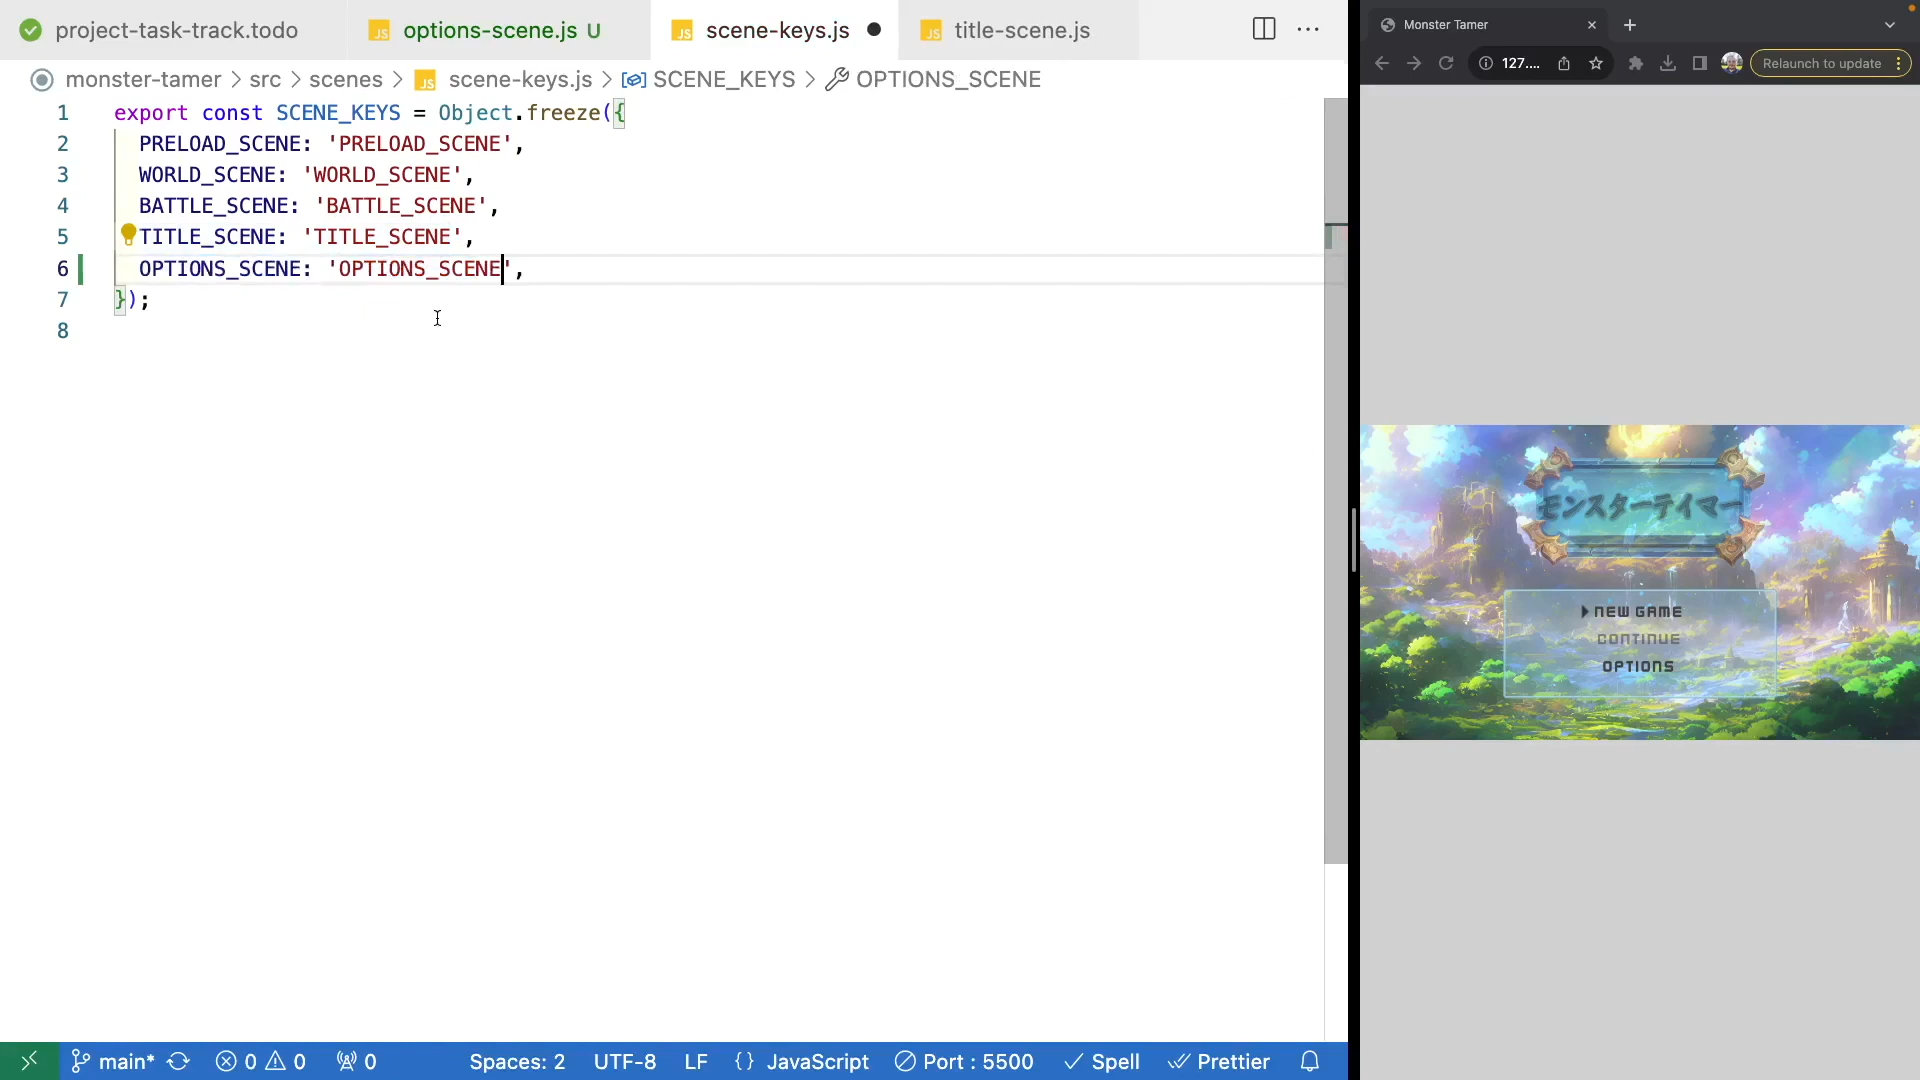 project-task-track.todo
options-scene.js U
scene-keys.js
title-scene.js
monster-tamer > src > scenes > JS scene-keys.js > SCENE_KEYS > OPTIONS_SCENE
1 export const SCENE_KEYS = Object.freeze({
2 PRELOAD_SCENE: 'PRELOAD_SCENE',
3 WORLD_SCENE: 'WORLD_SCENE',
4 BATTLE_SCENE: 'BATTLE_SCENE',
5 TITLE_SCENE: 'TITLE_SCENE',
6 OPTIONS_SCENE: 'OPTIONS_SCENE',
7 });
8
main* 0 0 0 Spaces: 2 UTF-8 LF {} JavaScript Port : 5500 Spell Prettier
Monster Tamer
127....
Relaunch to update
モンスターテイマー
NEW GAME
CONTINUE
OPTIONS